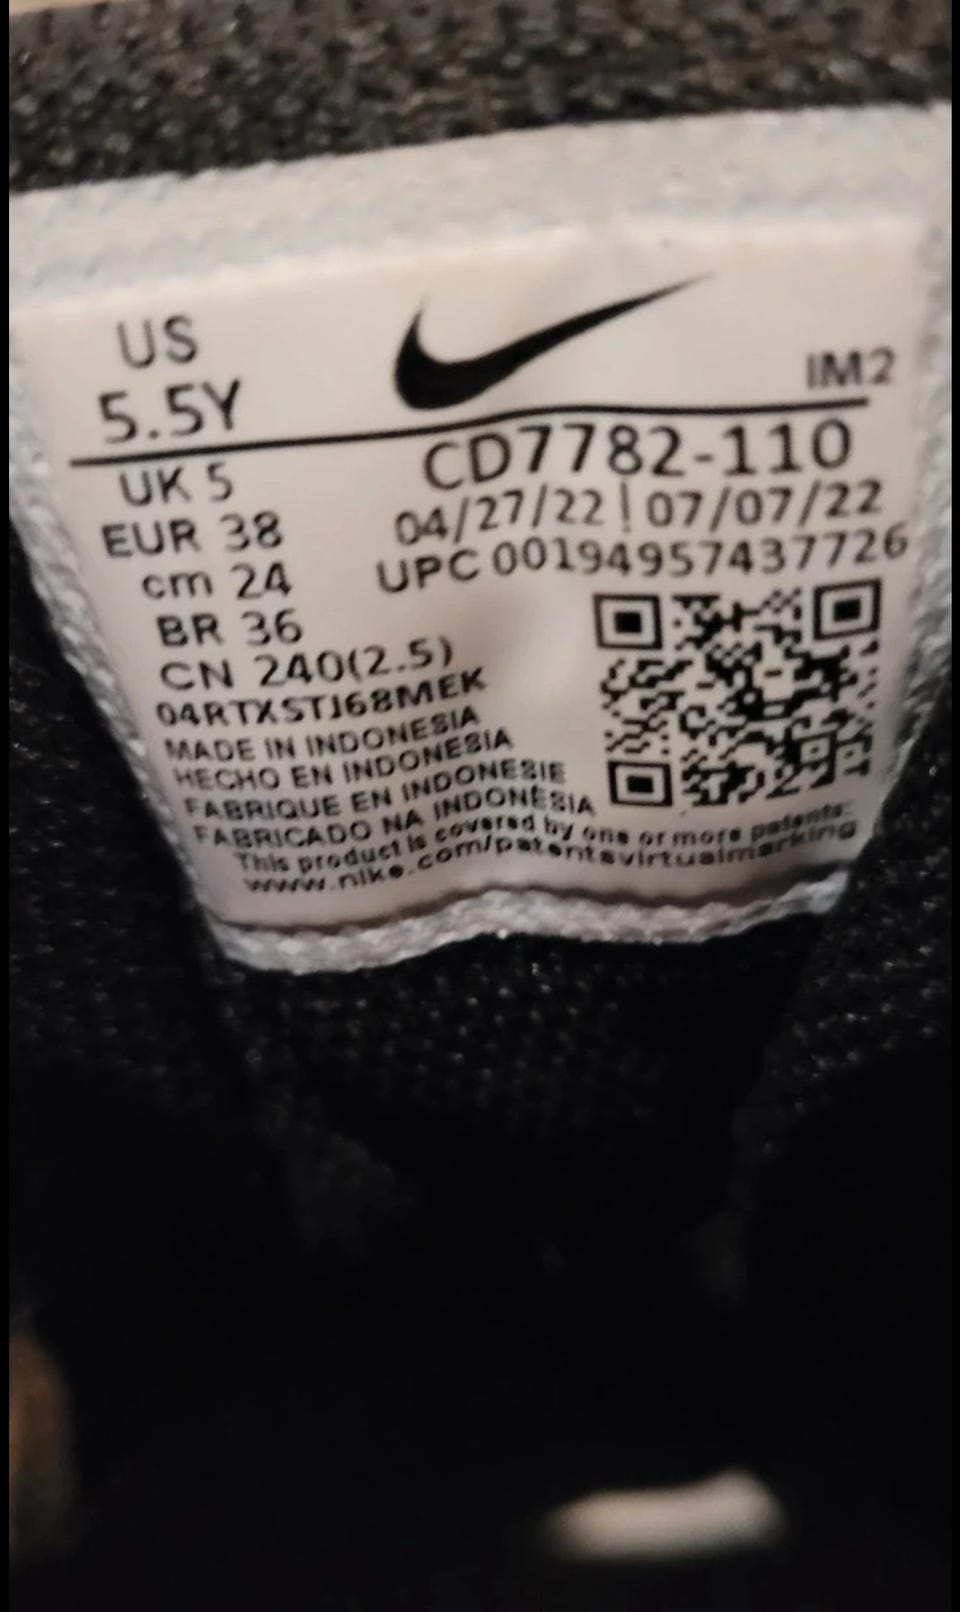 US
5.5Y
IM2
UK 5
EUR 38
cm 24
BR 36
CN 240(2.5)
CD7782-110
04/27/22 | 07/07/22
UPC 00194957437726
04RTXSTJ68MEK
MADE IN INDONESIA
HECHO EN INDONESIA
FABRIQUE EN INDONESIE
FABRICADO NA INDONÉSIA
This product is covered by one or more patents:
www.nike.com/patentsvirtualmarking